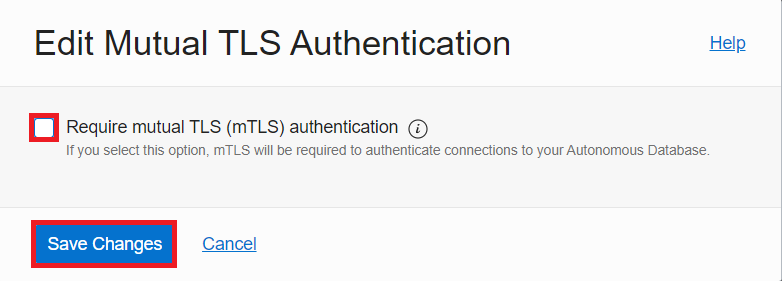 Edit Mutual TLS Authentication
Help
Require mutual TLS (mTLS) authentication i
If you select this option, mTLS will be required to authenticate connections to your Autonomous Database.
Save Changes Cancel